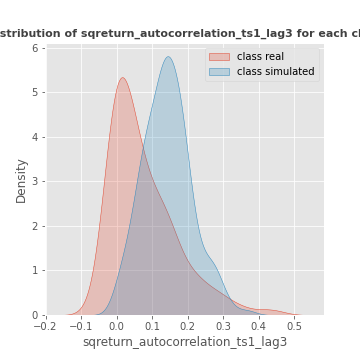 stribution of sqreturn_autocorrelation_ts1_lag3 for each cl
class real
class simulated
Density
6
5
4
3
2
1
0
−0.2 −0.1 0.0 0.1 0.2 0.3 0.4 0.5
sqreturn_autocorrelation_ts1_lag3